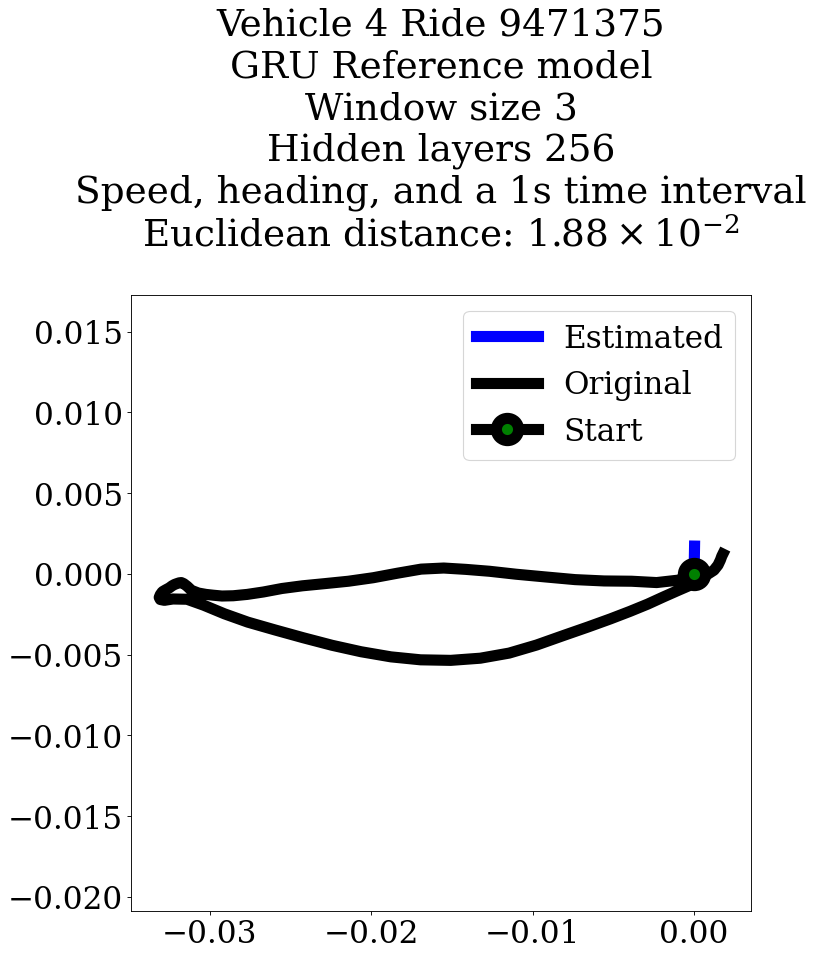 Vehicle 4 Ride 9471375
GRU Reference model
Window size 3
Hidden layers 256
Speed, heading, and a 1s time interval
Euclidean distance: 1.88 × 10⁻²
Estimated
Original
Start
0.015
0.010
0.005
0.000
−0.005
−0.010
−0.015
−0.020
−0.03 −0.02 −0.01 0.00